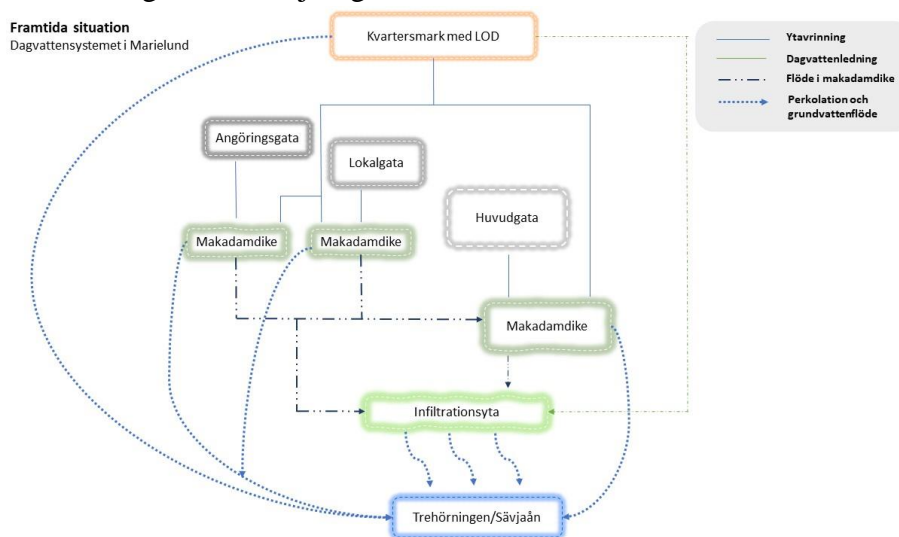 Framtida situation
Dagvattensystemet i Marielund
Kvartersmark med LOD
Ytavrinning
Dagvattenledning
Flöde i makadamdike
Perkolation och
grundvattenflöde
Angöringsgata
Lokalgata
Huvudgata
Makadamdike
Makadamdike
Makadamdike
Infiltrationsyta
Trehörningen/Sävjaån